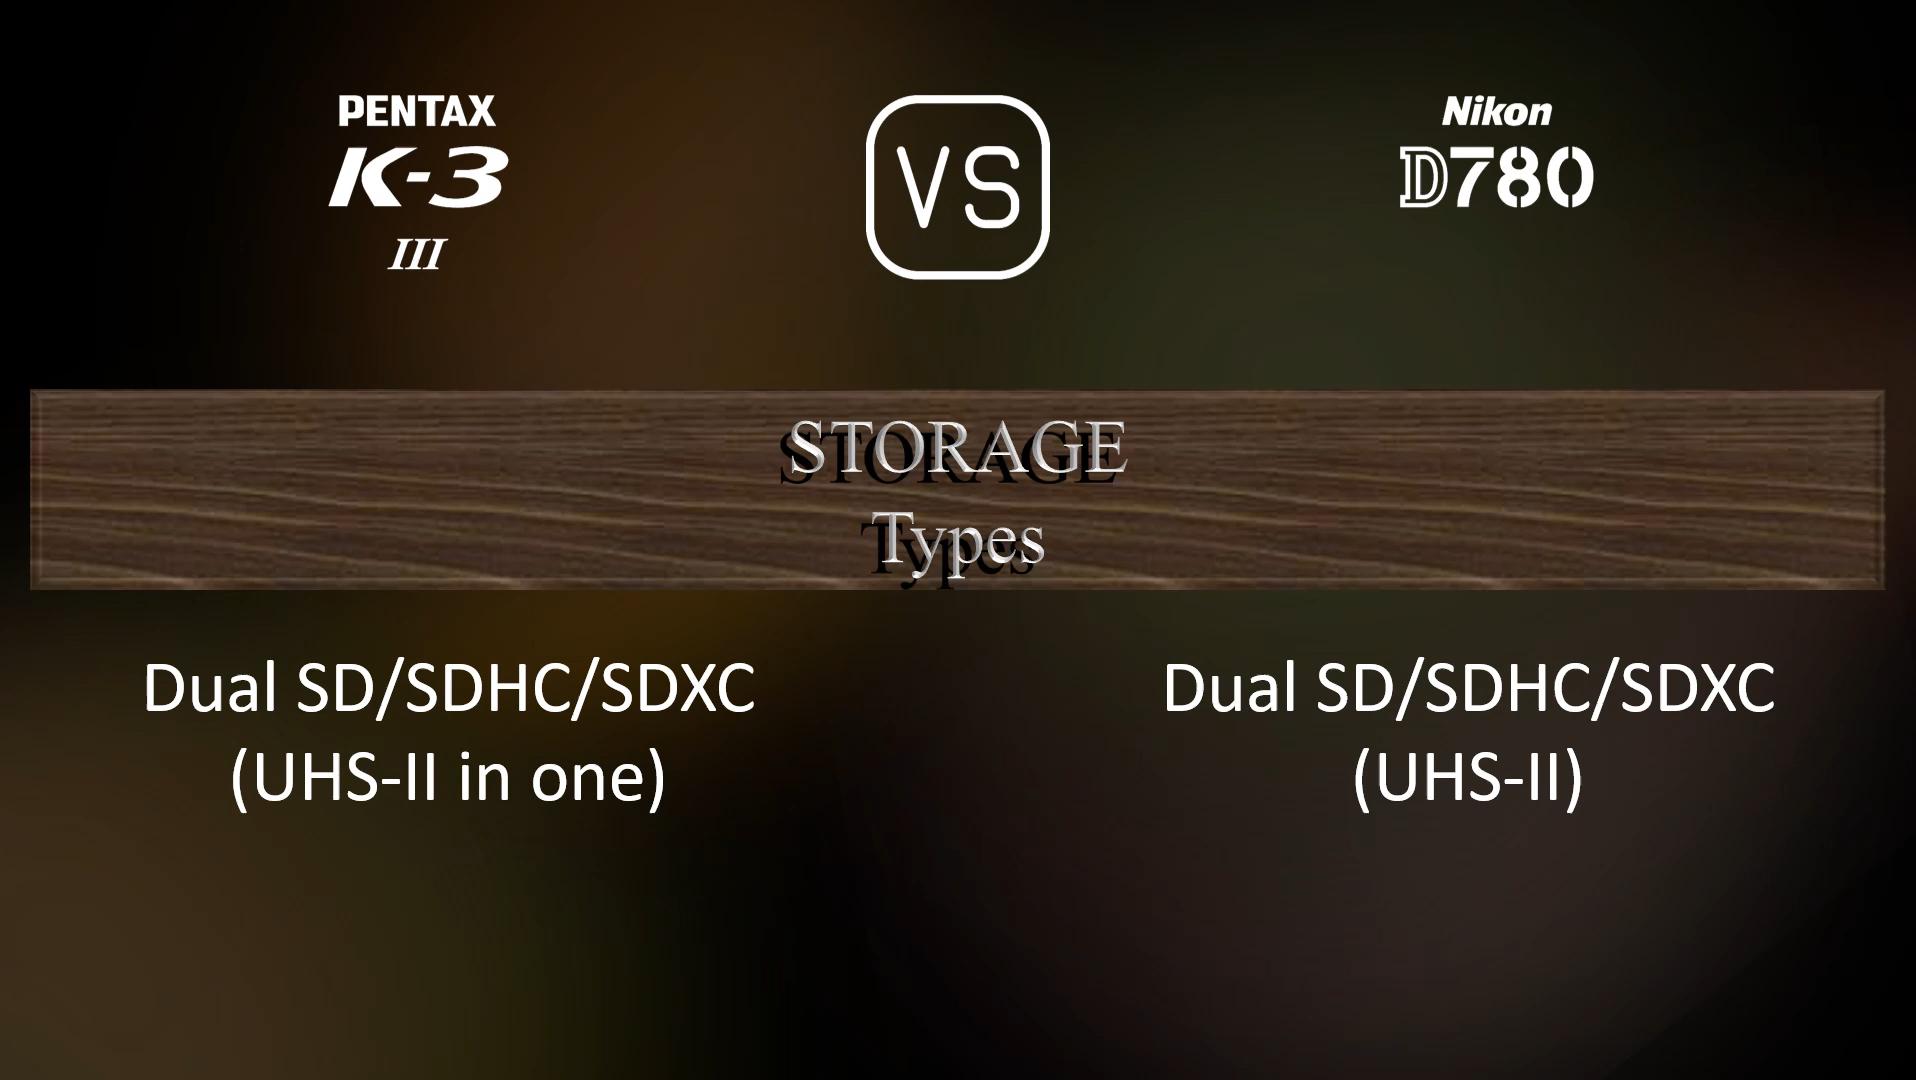 PENTAX
K-3
III
VS
Nikon
D780
STORAGE
Types
Dual SD/SDHC/SDXC
(UHS-II in one)
Dual SD/SDHC/SDXC
(UHS-II)